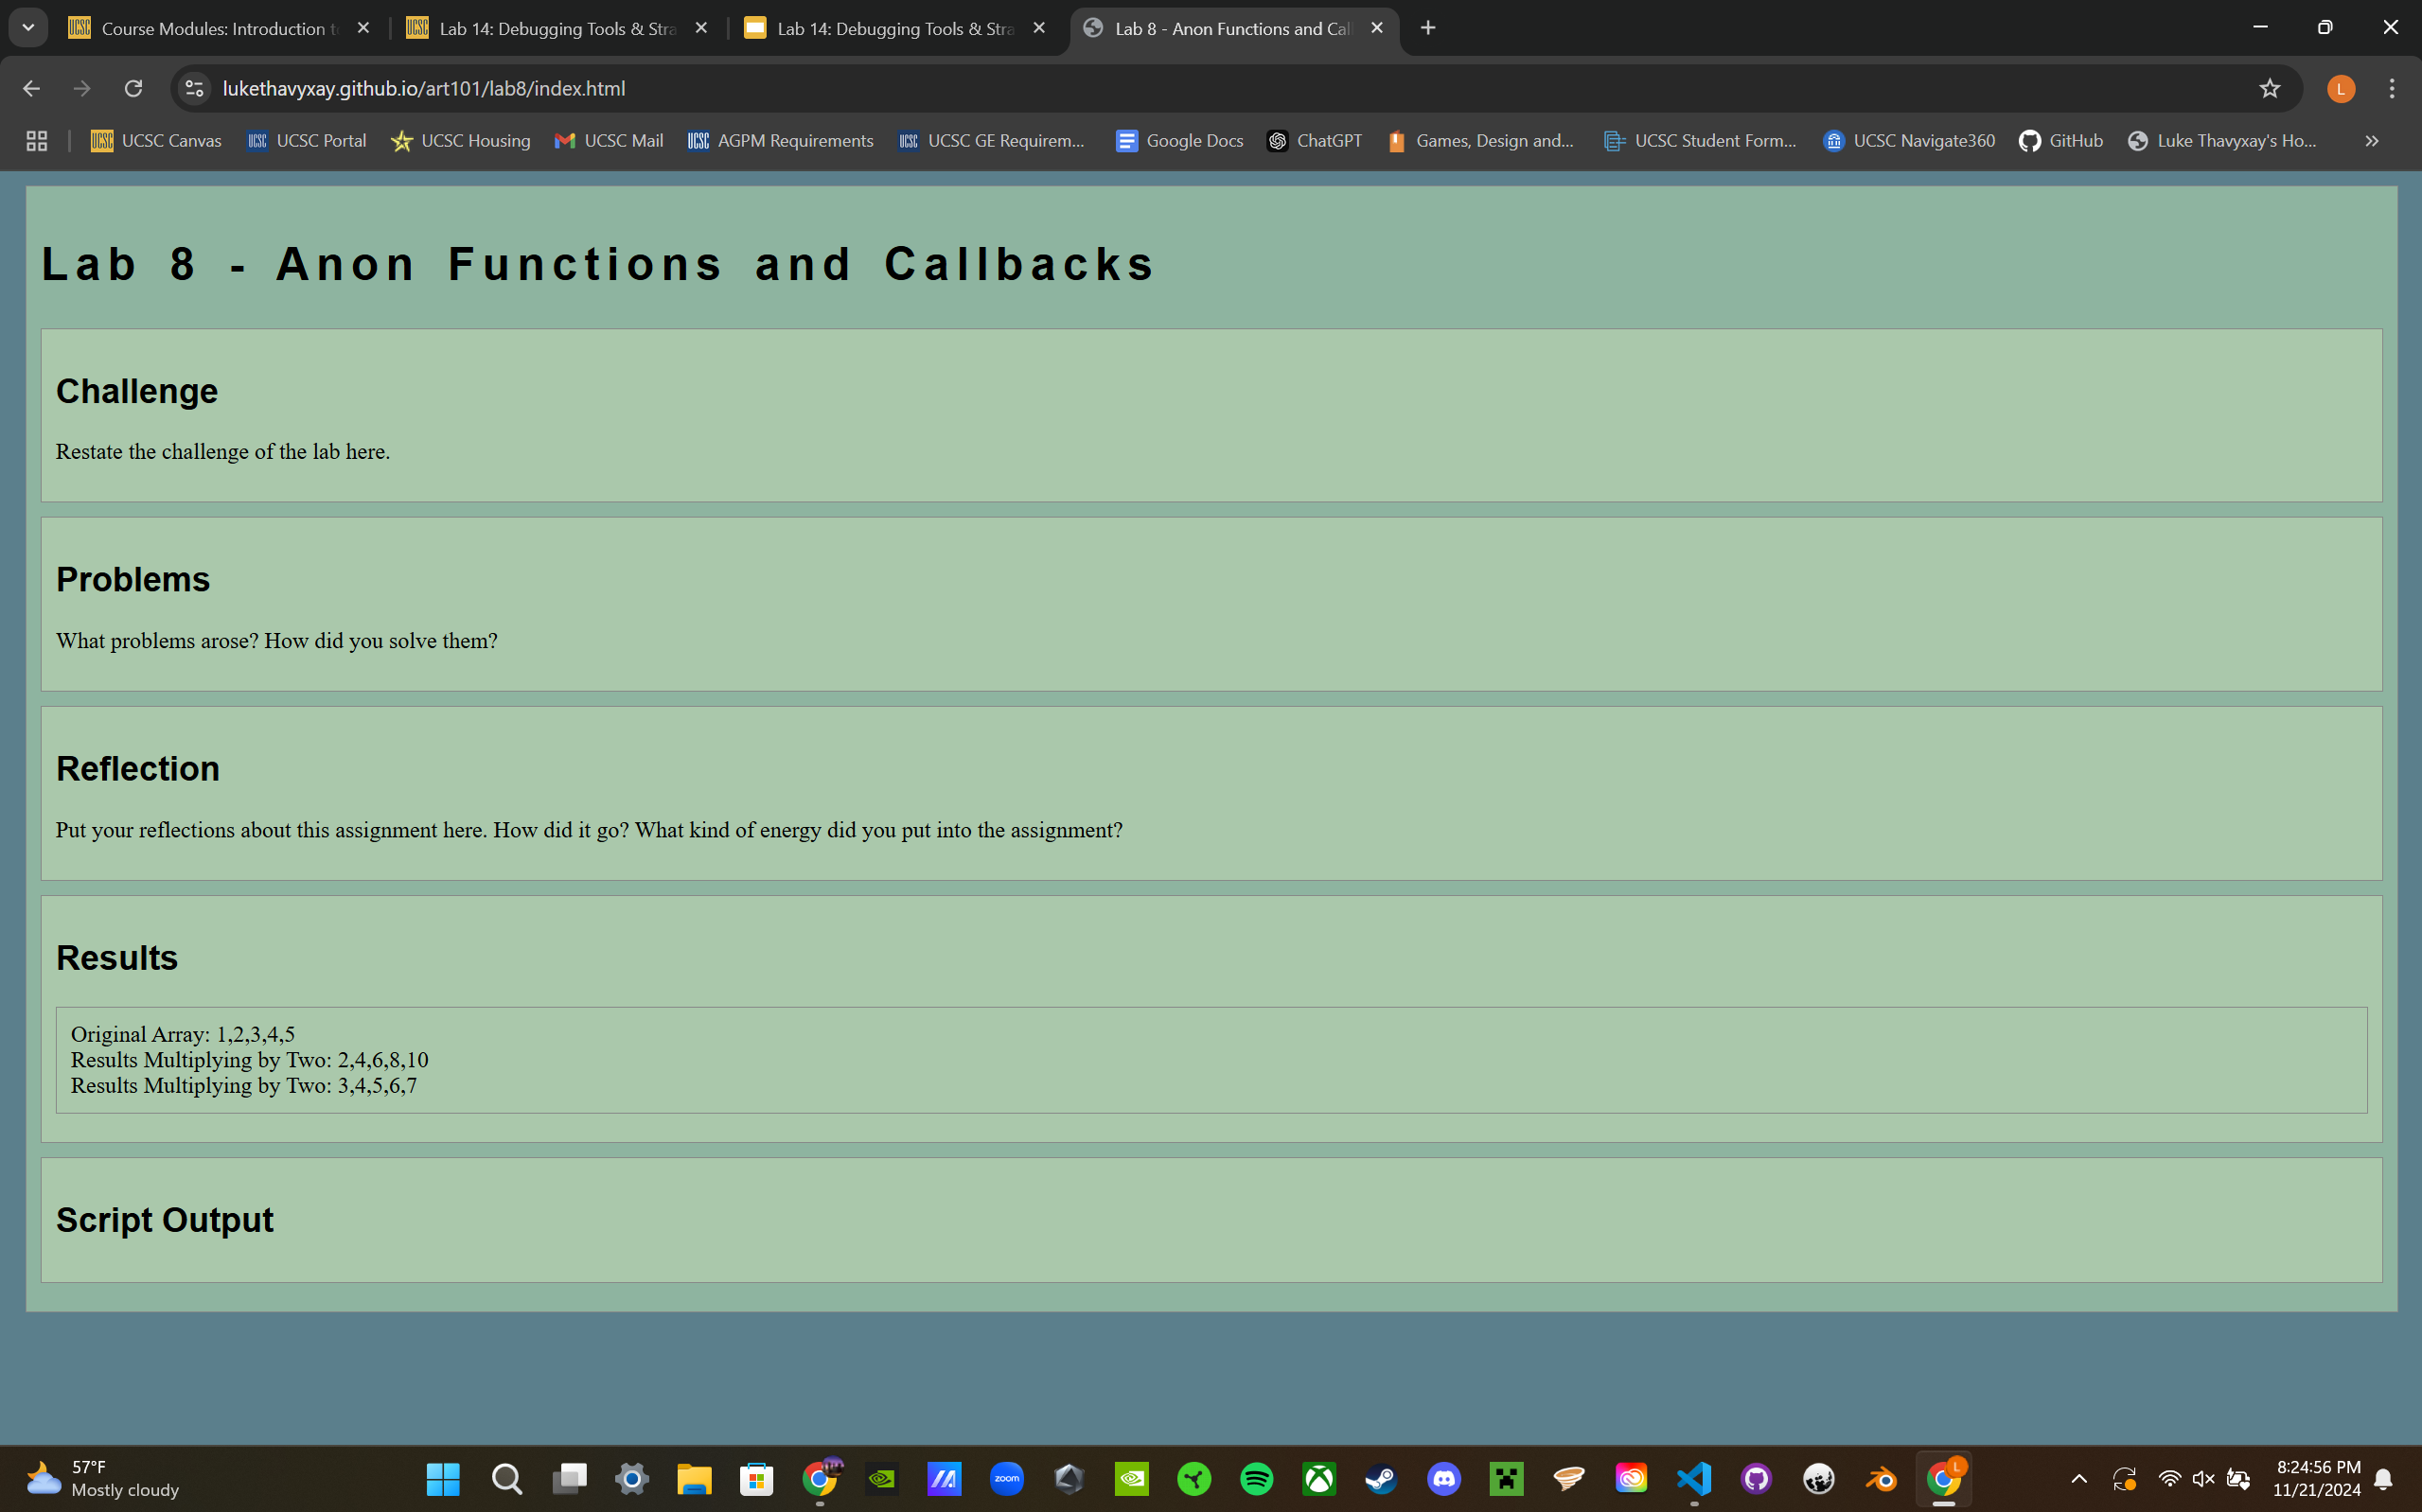 Course Modules: Introduction t
Lab 14: Debugging Tools & Stra
Lab 14: Debugging Tools & Stra
Lab 8 - Anon Functions and Cal
lukethavyxay.github.io/art101/lab8/index.html
L
UCSC UCSC Canvas
UCSC UCSC Portal
UCSC Housing
UCSC Mail
UCSC AGPM Requirements
UCSC UCSC GE Requirem...
Google Docs
ChatGPT
Games, Design and...
UCSC Student Form...
UCSC Navigate360
GitHub
Luke Thavyxay's Ho...
Lab 8 - Anon Functions and Callbacks
Challenge
Restate the challenge of the lab here.
Problems
What problems arose? How did you solve them?
Reflection
Put your reflections about this assignment here. How did it go? What kind of energy did you put into the assignment?
Results
Original Array: 1,2,3,4,5
Results Multiplying by Two: 2,4,6,8,10
Results Multiplying by Two: 3,4,5,6,7
Script Output
57°F
Mostly cloudy
zoom
L
8:24:56 PM
11/21/2024